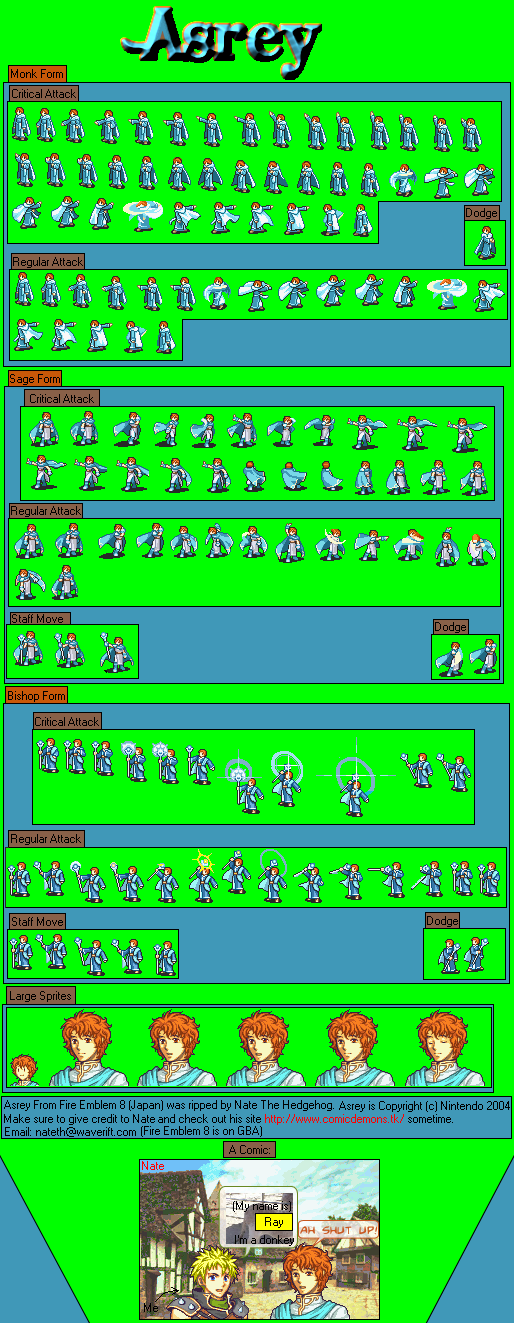 Asrey
Monk Form
Critical Attack
Dodge
Regular Attack
Sage Form
Critical Attack
Regular Attack
Staff Move
Dodge
Bishop Form
Critical Attack
Regular Attack
Staff Move
Dodge
Large Sprites
Asrey From Fire Emblem 8 (Japan) was ripped by Nate The Hedgehog. Asrey is Copyright (c) Nintendo 2004
Make sure to give credit to Nate and check out his site http://www.comicdemons.tk/ sometime.
Email: nateth@waverift.com (Fire Emblem 8 is on GBA)
A Comic:
Nate
(My name is)
Ray
AH SHUT UP!
I'm a donkey
Me